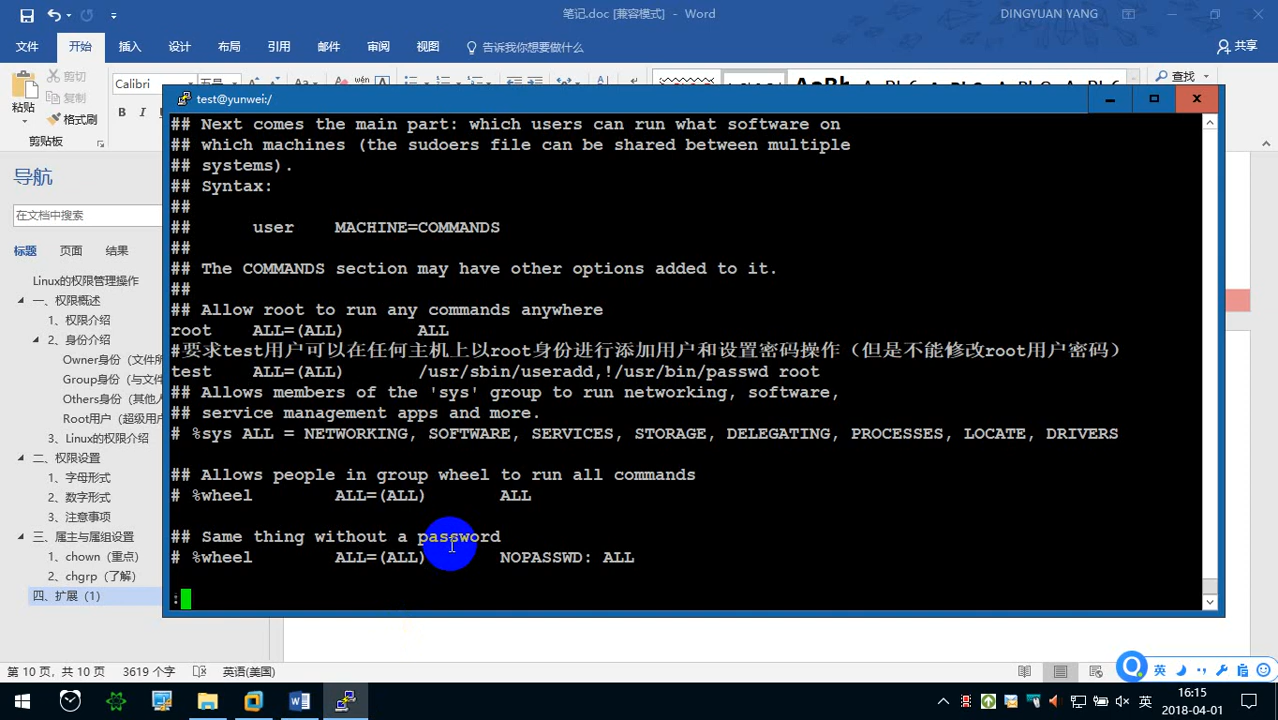 笔记.doc [兼容模式] - Word
DINGYUAN YANG
文件 开始 插入 设计 布局 引用 邮件 审阅 视图 告诉我你想要做什么 共享
粘贴
剪切
复制
格式刷
剪贴板
Calibri
五号
B I
查找
导航
在文档中搜索
标题 页面 结果
Linux的权限管理操作
一、权限概述
1、权限介绍
2、身份介绍
Owner身份（文件所
Group身份（与文
Others身份（其他人
Root用户（超级用
3、Linux的权限介绍
二、权限设置
1、字母形式
2、数字形式
3、注意事项
三、属主与属组设置
1、chown（重点）
2、chgrp（了解）
四、扩展（1）
test@yunwei:/
## Next comes the main part: which users can run what software on
## which machines (the sudoers file can be shared between multiple
## systems).
## Syntax:
##
##      user    MACHINE=COMMANDS
##
## The COMMANDS section may have other options added to it.
##
## Allow root to run any commands anywhere
root    ALL=(ALL)       ALL
#要求test用户可以在任何主机上以root身份进行添加用户和设置密码操作（但是不能修改root用户密码）
test    ALL=(ALL)       /usr/sbin/useradd,!/usr/bin/passwd root
## Allows members of the 'sys' group to run networking, software,
## service management apps and more.
# %sys ALL = NETWORKING, SOFTWARE, SERVICES, STORAGE, DELEGATING, PROCESSES, LOCATE, DRIVERS
## Allows people in group wheel to run all commands
# %wheel        ALL=(ALL)       ALL
## Same thing without a password
# %wheel        ALL=(ALL)       NOPASSWD: ALL
:
第 10 页，共 10 页 3619 个字 英语(美国)
英
英
16:15
2018-04-01